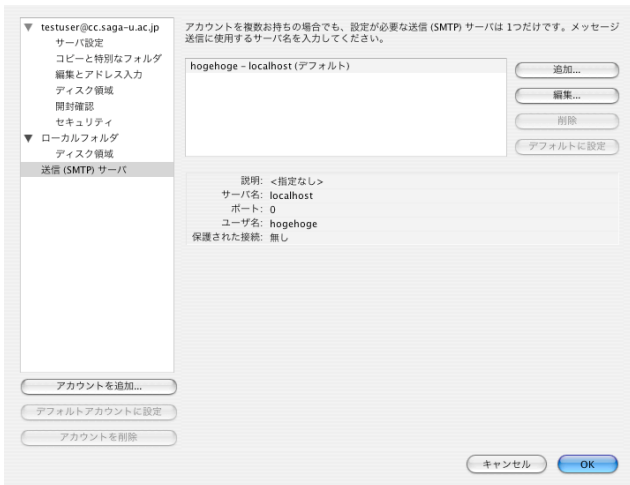 ▼ testuser@cc.saga-u.ac.jp
サーバ設定
コピーと特別なフォルダ
編集とアドレス入力
ディスク領域
開封確認
セキュリティ
▼ ローカルフォルダ
ディスク領域
送信 (SMTP) サーバ
アカウントを追加...
デフォルトアカウントに設定
アカウントを削除
アカウントを複数お持ちの場合でも、設定が必要な送信 (SMTP) サーバは 1つだけです。メッセージ
送信に使用するサーバ名を入力してください。
hogehoge – localhost (デフォルト)
追加...
編集...
削除
デフォルトに設定
説明: <指定なし>
サーバ名: localhost
ポート: 0
ユーザ名: hogehoge
保護された接続: 無し
キャンセル
OK